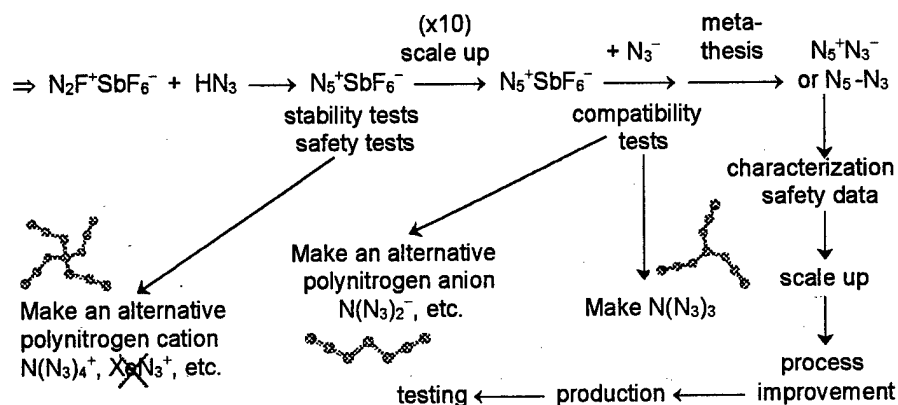 (x10)
scale up
+ N₃⁻
meta-
thesis
⇒ N₂F⁺SbF₆⁻ + HN₃ ⟶ N₅⁺SbF₆⁻ ⟶ N₅⁺SbF₆⁻ ⟶ ⟶ N₅⁺N₃⁻
or N₅-N₃
stability tests
safety tests
compatibility
tests
characterization
safety data
scale up
process
improvement
production
testing
Make an alternative
polynitrogen cation
N(N₃)₄⁺, XeN₃⁺, etc.
Make an alternative
polynitrogen anion
N(N₃)₂⁻, etc.
Make N(N₃)₃